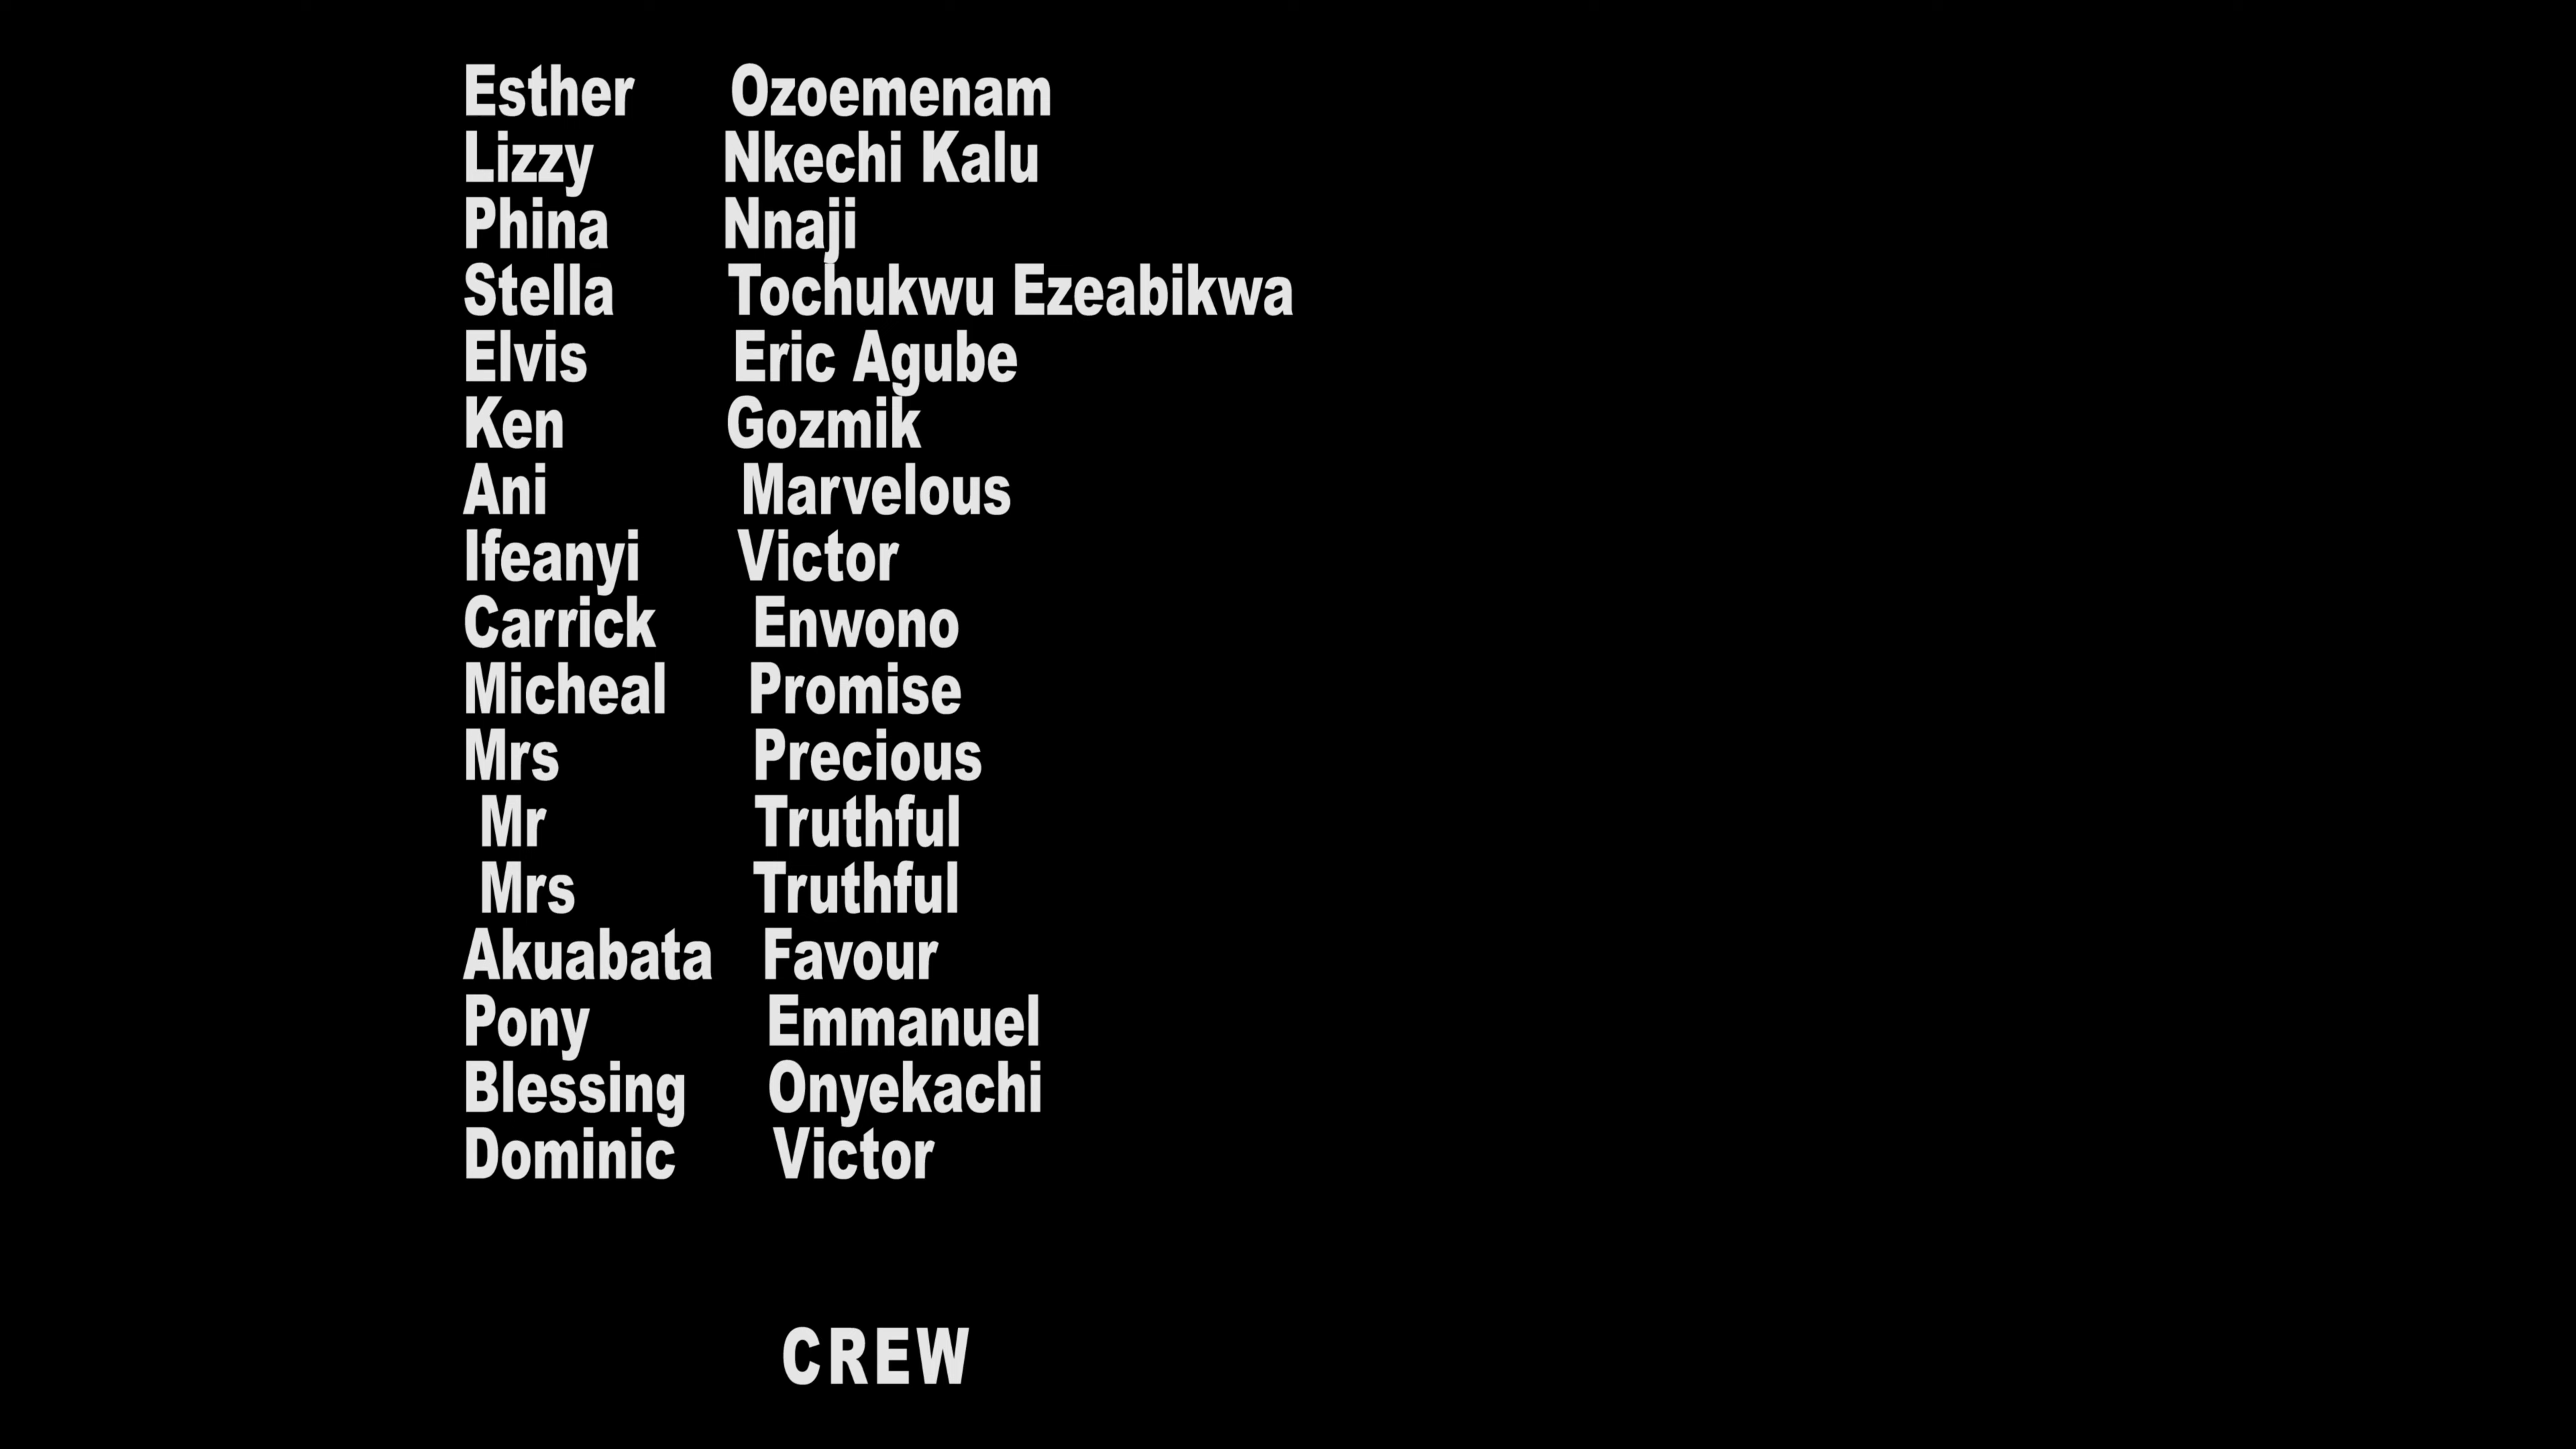 Esther Ozoemenam
Lizzy Nkechi Kalu
Phina Nnaji
Stella Tochukwu Ezeabikwa
Elvis Eric Agube
Ken Gozmik
Ani Marvelous
Ifeanyi Victor
Carrick Enwono
Micheal Promise
Mrs Precious
Mr Truthful
Mrs Truthful
Akuabata Favour
Pony Emmanuel
Blessing Onyekachi
Dominic Victor
CREW